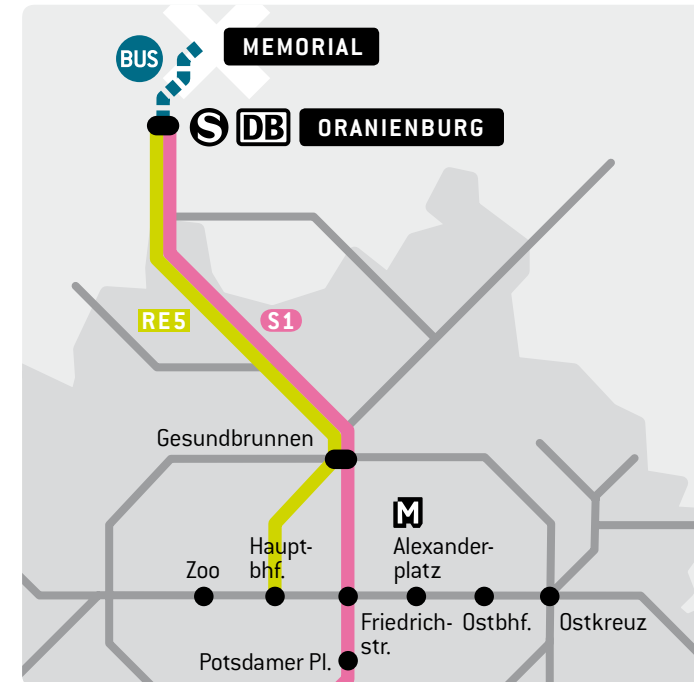 BUS
MEMORIAL
S DB ORANIENBURG
RE5
S1
Gesundbrunnen
M
Zoo
Haupt-
bhf.
Alexander-
platz
Friedrich-
str.
Ostbhf.
Ostkreuz
Potsdamer Pl.